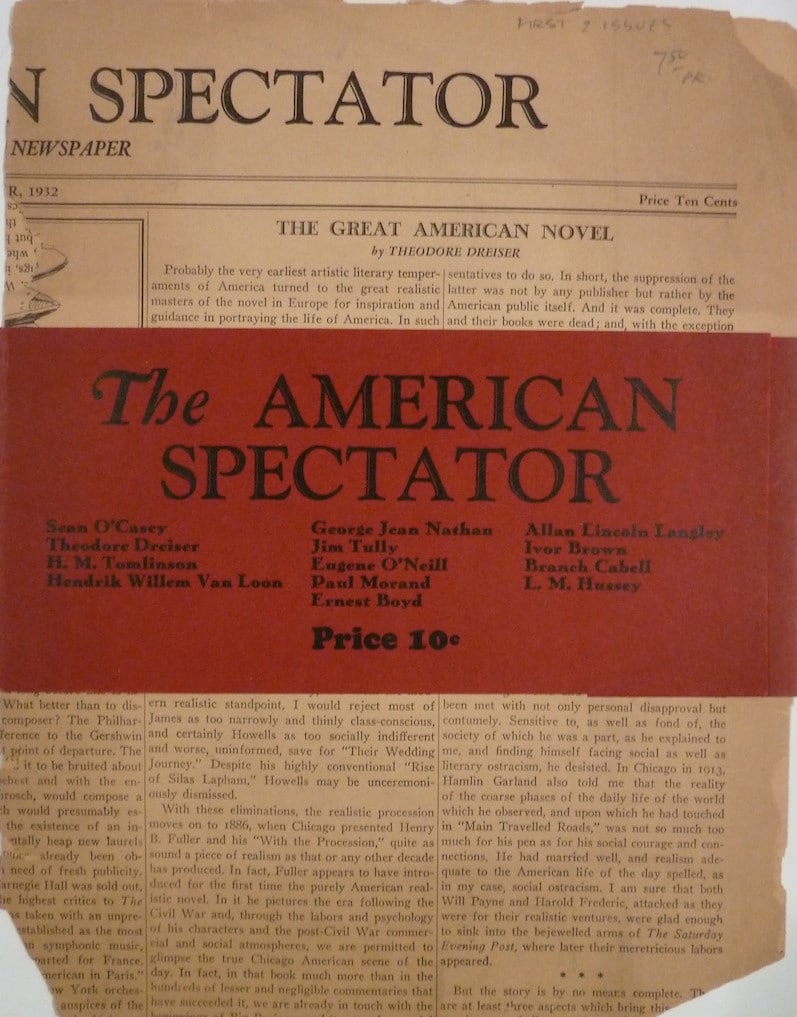 FIRST 2 ISSUES
7 50
PR.
N SPECTATOR
NEWSPAPER
R, 1932
Price Ten Cents
THE GREAT AMERICAN NOVEL
by THEODORE DREISER
Probably the very earliest artistic literary temper-
aments of America turned to the great realistic
masters of the novel in Europe for inspiration and
guidance in portraying the life of America. In such
sentatives to do so. In short, the suppression of the
latter was not by any publisher but rather by the
American public itself. And it was complete. They
and their books were dead; and, with the exception
The AMERICAN
SPECTATOR
Sean O'Casey
Theodore Dreiser
H. M. Tomlinson
Hendrik Willem Van Loon
George Jean Nathan
Jim Tully
Eugene O'Neill
Paul Morand
Ernest Boyd
Allan Lincoln Langley
Ivor Brown
Branch Cabell
L. M. Hussey
Price 10c
What better than to dis-
composer? The Philhar-
ference to the Gershwin
t point of departure. The
it to be bruited about
chest and with the en-
prosch, would compose a
h would presumably es-
the existence of an in-
entally heap new laurels
already been ob-
n need of fresh publicity.
arnegie Hall was sold out,
he highest critics to The
as taken with an unpre-
established as the most
n symphonic music,
parted for France,
merican in Paris,"
w York orches-
auspices of the
ern realistic standpoint, I would reject most of
James as too narrowly and thinly class-conscious,
and certainly Howells as too socially indifferent
and worse, uninformed, save for "Their Wedding
Journey." Despite his highly conventional "Rise
of Silas Lapham," Howells may be unceremoni-
ously dismissed.
With these eliminations, the realistic procession
moves on to 1886, when Chicago presented Henry
B. Fuller and his "With the Procession," quite as
sound a piece of realism as that or any other decade
has produced. In fact, Fuller appears to have intro-
duced for the first time the purely American real-
istic novel. In it he pictures the era following the
Civil War and, through the labors and psychology
of his characters and the post-Civil War commer-
cial and social atmospheres, we are permitted to
glimpse the true Chicago American scene of the
day. In fact, in that book much more than in the
hundreds of lesser and negligible commentaries that
have succeeded it, we are already in touch with the
been met with not only personal disapproval but
contumely. Sensitive to, as well as fond of, the
society of which he was a part, as he explained to
me, and finding himself facing social as well as
literary ostracism, he desisted. In Chicago in 1913,
Hamlin Garland also told me that the reality
of the coarse phases of the daily life of the world
which he observed, and upon which he had touched
in "Main Travelled Roads," was not so much too
much for his pen as for his social courage and con-
nections. He had married well, and realism ade-
quate to the American life of the day spelled, as
in my case, social ostracism. I am sure that both
Will Payne and Harold Frederic, attacked as they
were for their realistic ventures, were glad enough
to sink into the bejewelled arms of The Saturday
Evening Post, where later their meretricious labors
appeared.
* * *
But the story is by no means complete. Th
are at least three aspects which bring this